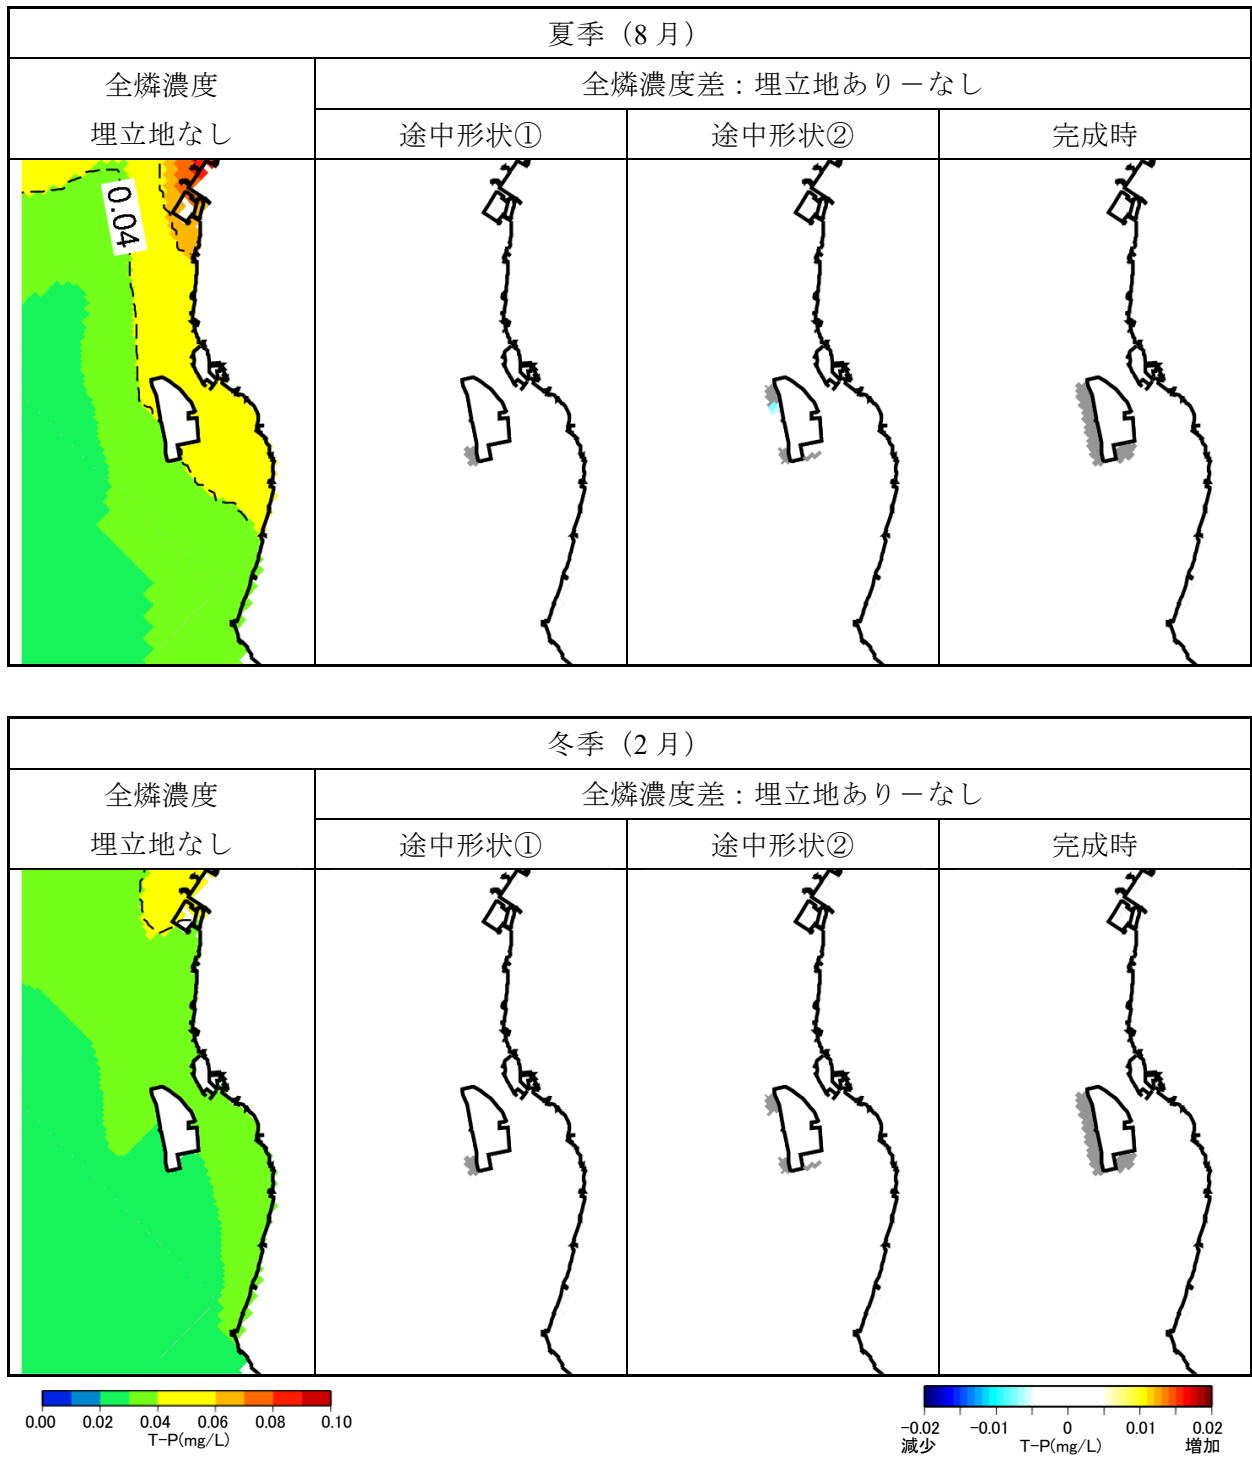 夏季（8 月）
全燐濃度
埋立地なし
全燐濃度差：埋立地あり－なし
途中形状①
途中形状②
完成時
0.04
冬季（2 月）
全燐濃度
埋立地なし
全燐濃度差：埋立地あり－なし
途中形状①
途中形状②
完成時
0.00 0.02 0.04 0.06 0.08 0.10
T-P(mg/L)
-0.02 -0.01 0 0.01 0.02
減少 T-P(mg/L) 増加